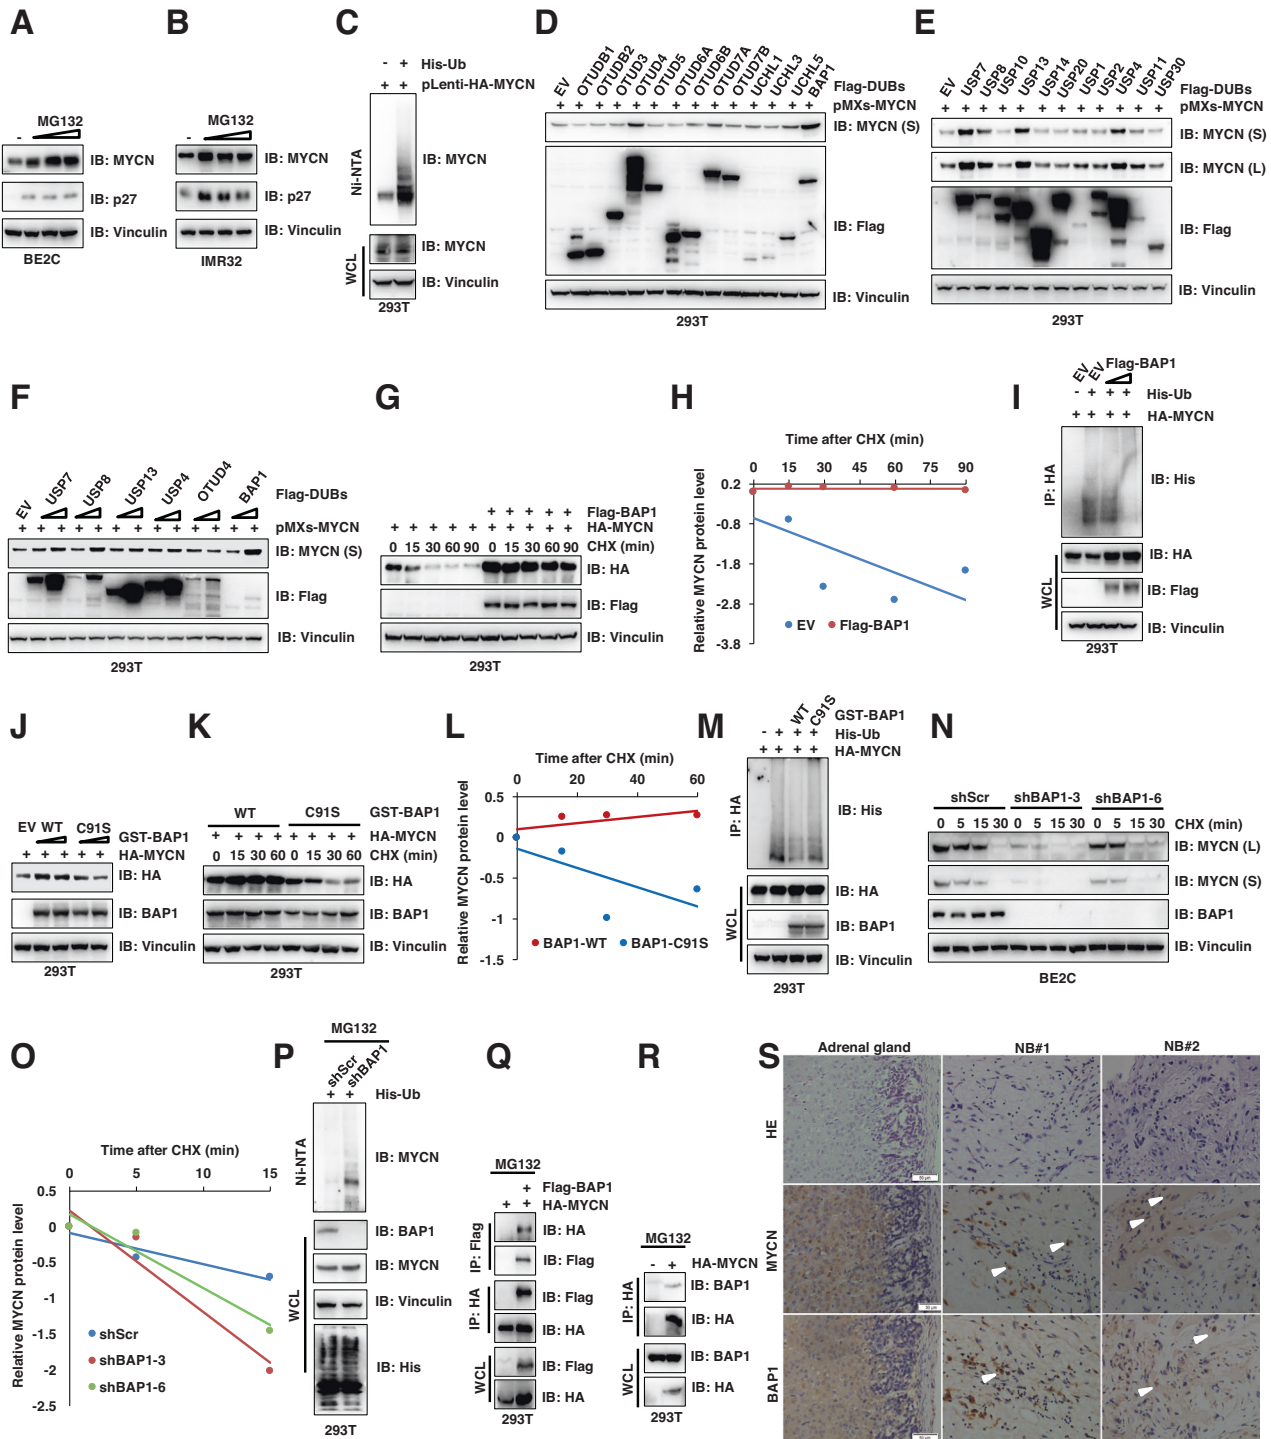 A
MG132
-
IB: MYCN
IB: p27
IB: Vinculin
BE2C
B
MG132
-
IB: MYCN
IB: p27
IB: Vinculin
IMR32
C
- + His-Ub
+ + pLenti-HA-MYCN
Ni-NTA
IB: MYCN
WCL
IB: MYCN
IB: Vinculin
293T
D
EV OTUDB1 OTUDB2 OTUD3 OTUD4 OTUD5 OTUD6A OTUD6B OTUD7A OTUD7B UCHL1 UCHL3 UCHL5 BAP1
Flag-DUBs
+ + + + + + + + + + + + + + pMXs-MYCN
IB: MYCN (S)
IB: Flag
IB: Vinculin
293T
E
EV USP7 USP8 USP10 USP13 USP14 USP20 USP1 USP2 USP4 USP11 USP30
Flag-DUBs
+ + + + + + + + + + + + pMXs-MYCN
IB: MYCN (S)
IB: MYCN (L)
IB: Flag
IB: Vinculin
293T
F
EV USP7 USP8 USP13 USP4 OTUD4 BAP1
Flag-DUBs
+ + + + + + + + + + + + + pMXs-MYCN
IB: MYCN (S)
IB: Flag
IB: Vinculin
293T
G
+ + + + + Flag-BAP1
+ + + + + + + + + + HA-MYCN
0 15 30 60 90 0 15 30 60 90 CHX (min)
IB: HA
IB: Flag
IB: Vinculin
293T
H
Time after CHX (min)
0 15 30 45 60 75 90
Relative MYCN protein level
0.2
-0.8
-1.8
-2.8
-3.8
EV Flag-BAP1
I
EV EV Flag-BAP1
- + + + His-Ub
+ + + + HA-MYCN
IP: HA
IB: His
WCL
IB: HA
IB: Flag
IB: Vinculin
293T
J
EV WT C91S
GST-BAP1
+ + + + + HA-MYCN
IB: HA
IB: BAP1
IB: Vinculin
293T
K
WT C91S GST-BAP1
+ + + + + + + + HA-MYCN
0 15 30 60 0 15 30 60 CHX (min)
IB: HA
IB: BAP1
IB: Vinculin
293T
L
Time after CHX (min)
0 20 40 60
Relative MYCN protein level
0.5
0
-0.5
-1
-1.5
BAP1-WT BAP1-C91S
M
WT C91S GST-BAP1
- + + + His-Ub
+ + + + HA-MYCN
IP: HA
IB: His
WCL
IB: HA
IB: BAP1
IB: Vinculin
293T
N
shScr shBAP1-3 shBAP1-6
0 5 15 30 0 5 15 30 0 5 15 30 CHX (min)
IB: MYCN (L)
IB: MYCN (S)
IB: BAP1
IB: Vinculin
BE2C
O
Time after CHX (min)
0 5 10 15
Relative MYCN protein level
0.5
0
-0.5
-1
-1.5
-2
-2.5
shScr
shBAP1-3
shBAP1-6
P
MG132
shScr shBAP1
+ + His-Ub
Ni-NTA
IB: MYCN
WCL
IB: BAP1
IB: MYCN
IB: Vinculin
IB: His
293T
Q
MG132
+ Flag-BAP1
+ + HA-MYCN
IP: Flag
IB: HA
IB: Flag
IP: HA
IB: Flag
IB: HA
WCL
IB: Flag
IB: HA
293T
R
MG132
- + HA-MYCN
IP: HA
IB: BAP1
IB: HA
WCL
IB: BAP1
IB: HA
293T
S
Adrenal gland NB#1 NB#2
HE
MYCN
BAP1